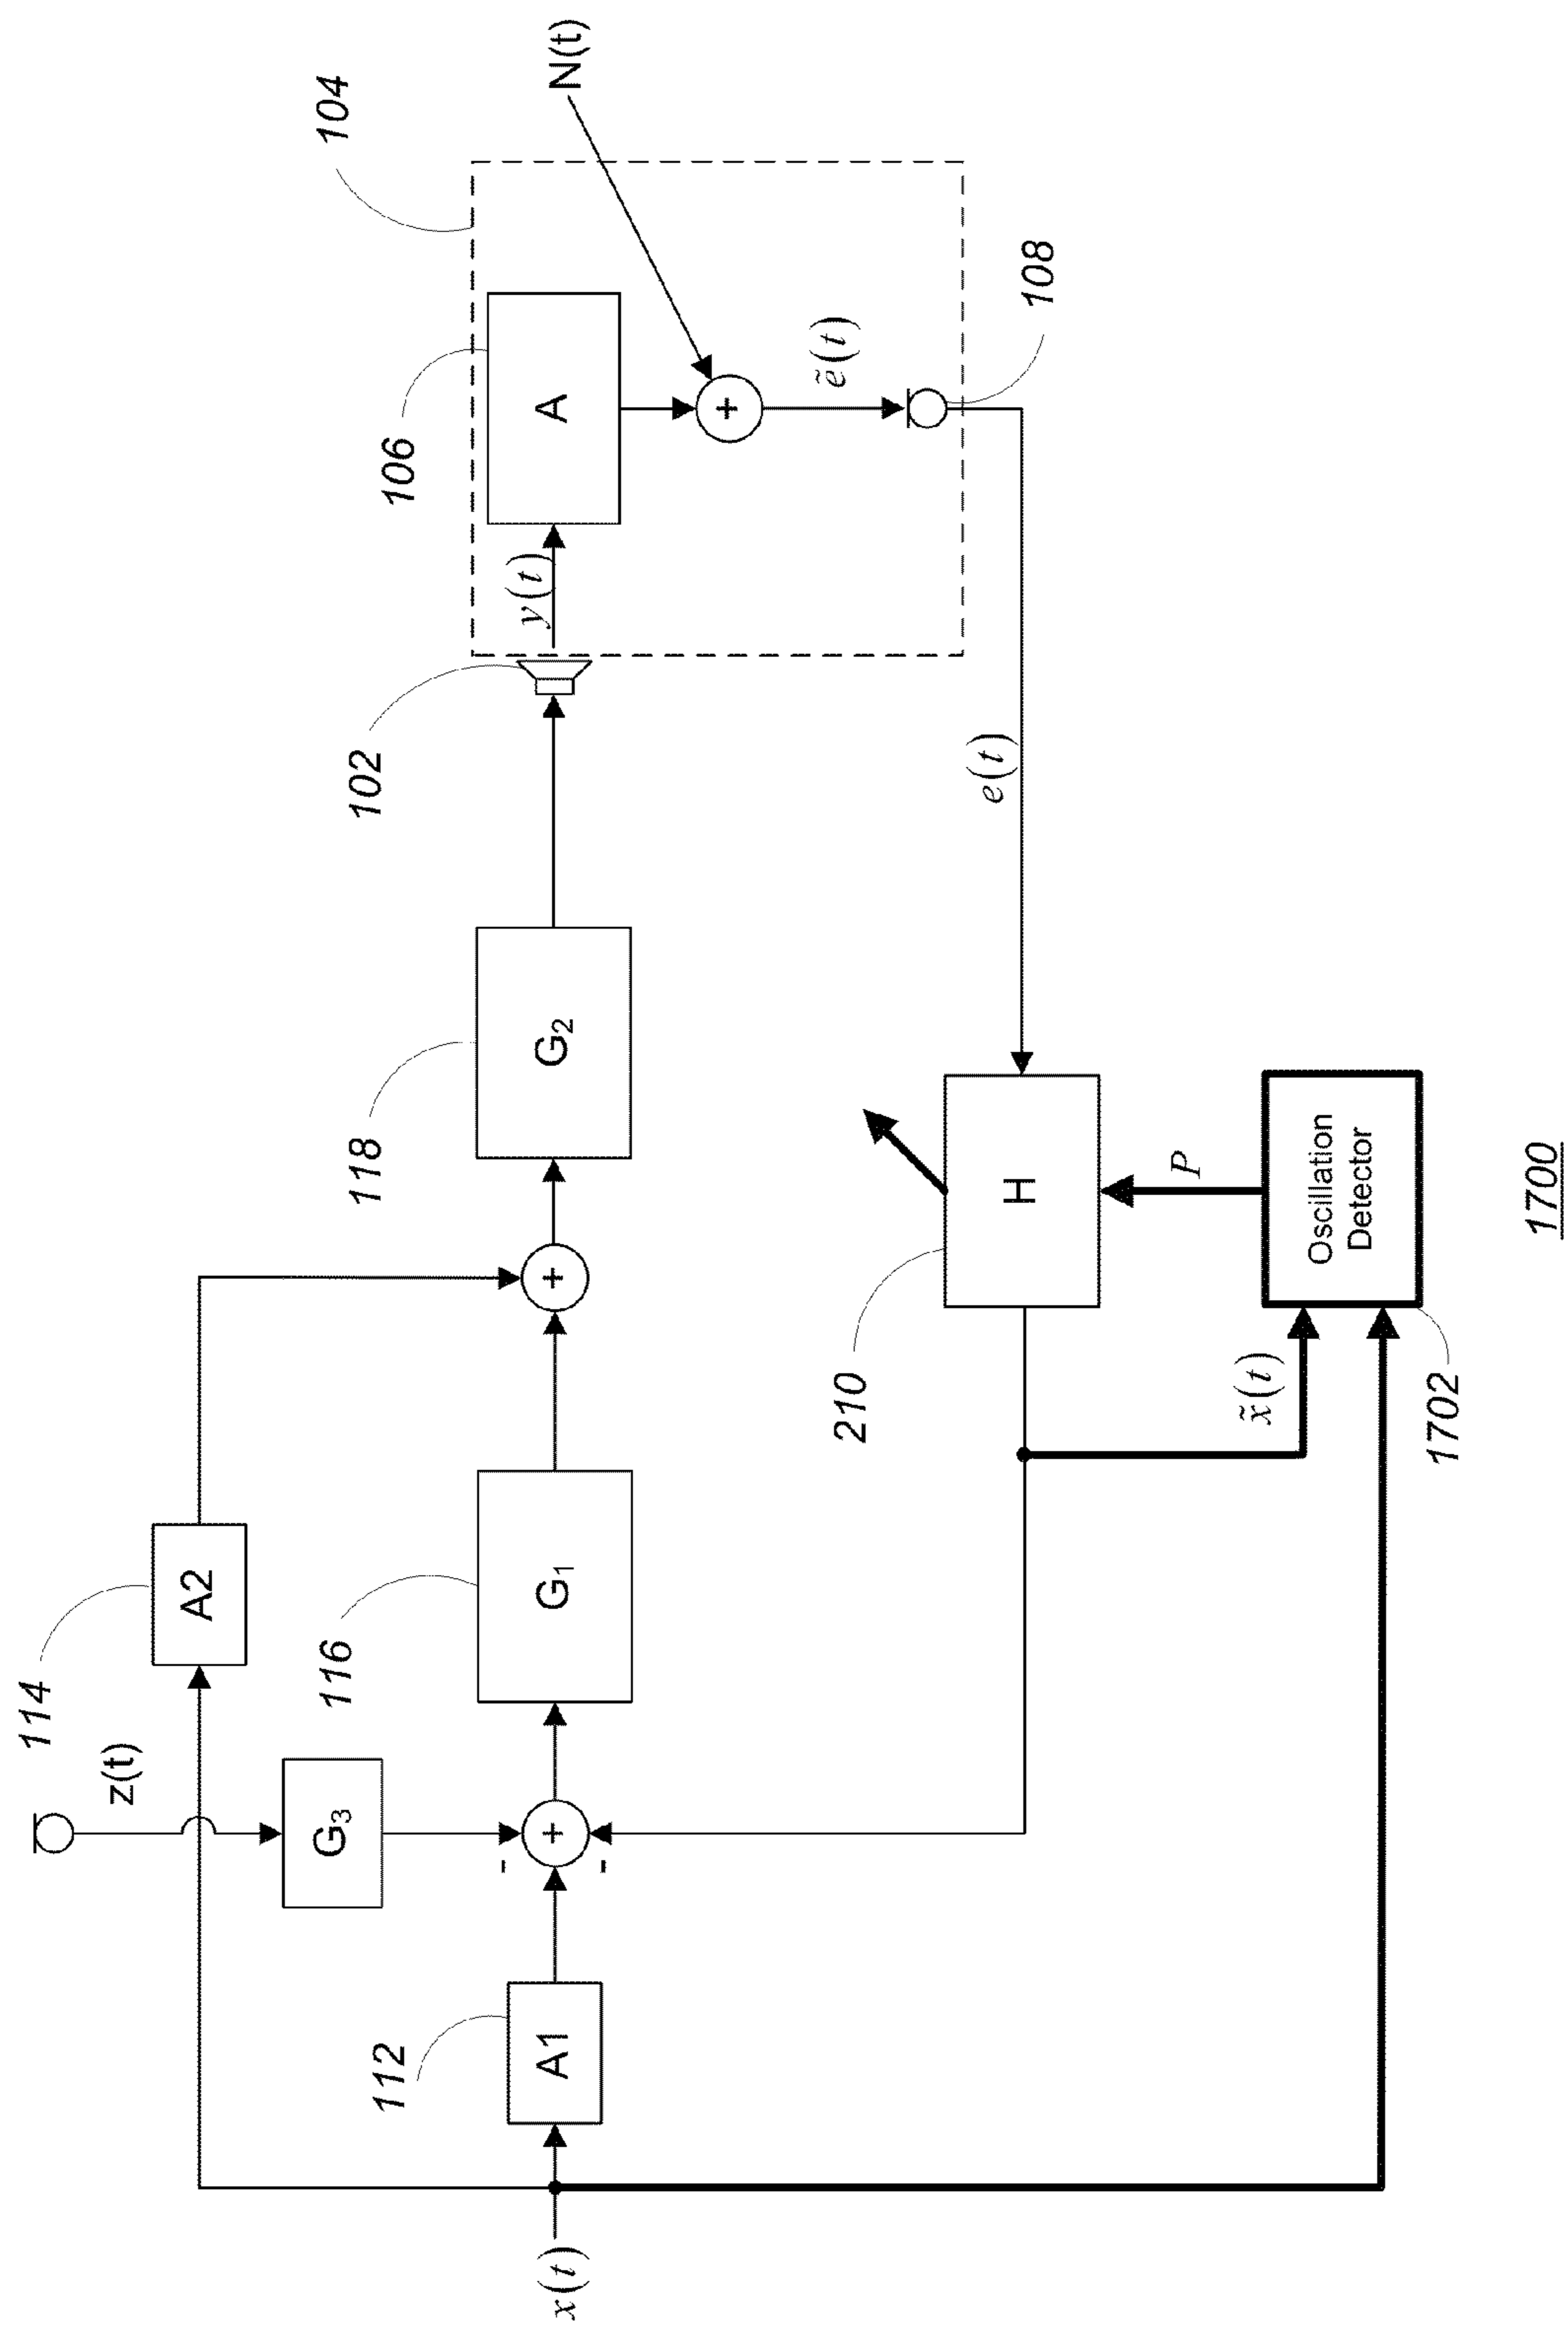 104
N(t)
106
A
102
y(t)
+
ẽ(t)
108
118
G₂
e(t)
114
A2
+
116
G₁
210
H
P
z(t)
G₃
-
+
-
112
A1
x̃(t)
Oscillation
Detector
1702
x(t)
1700